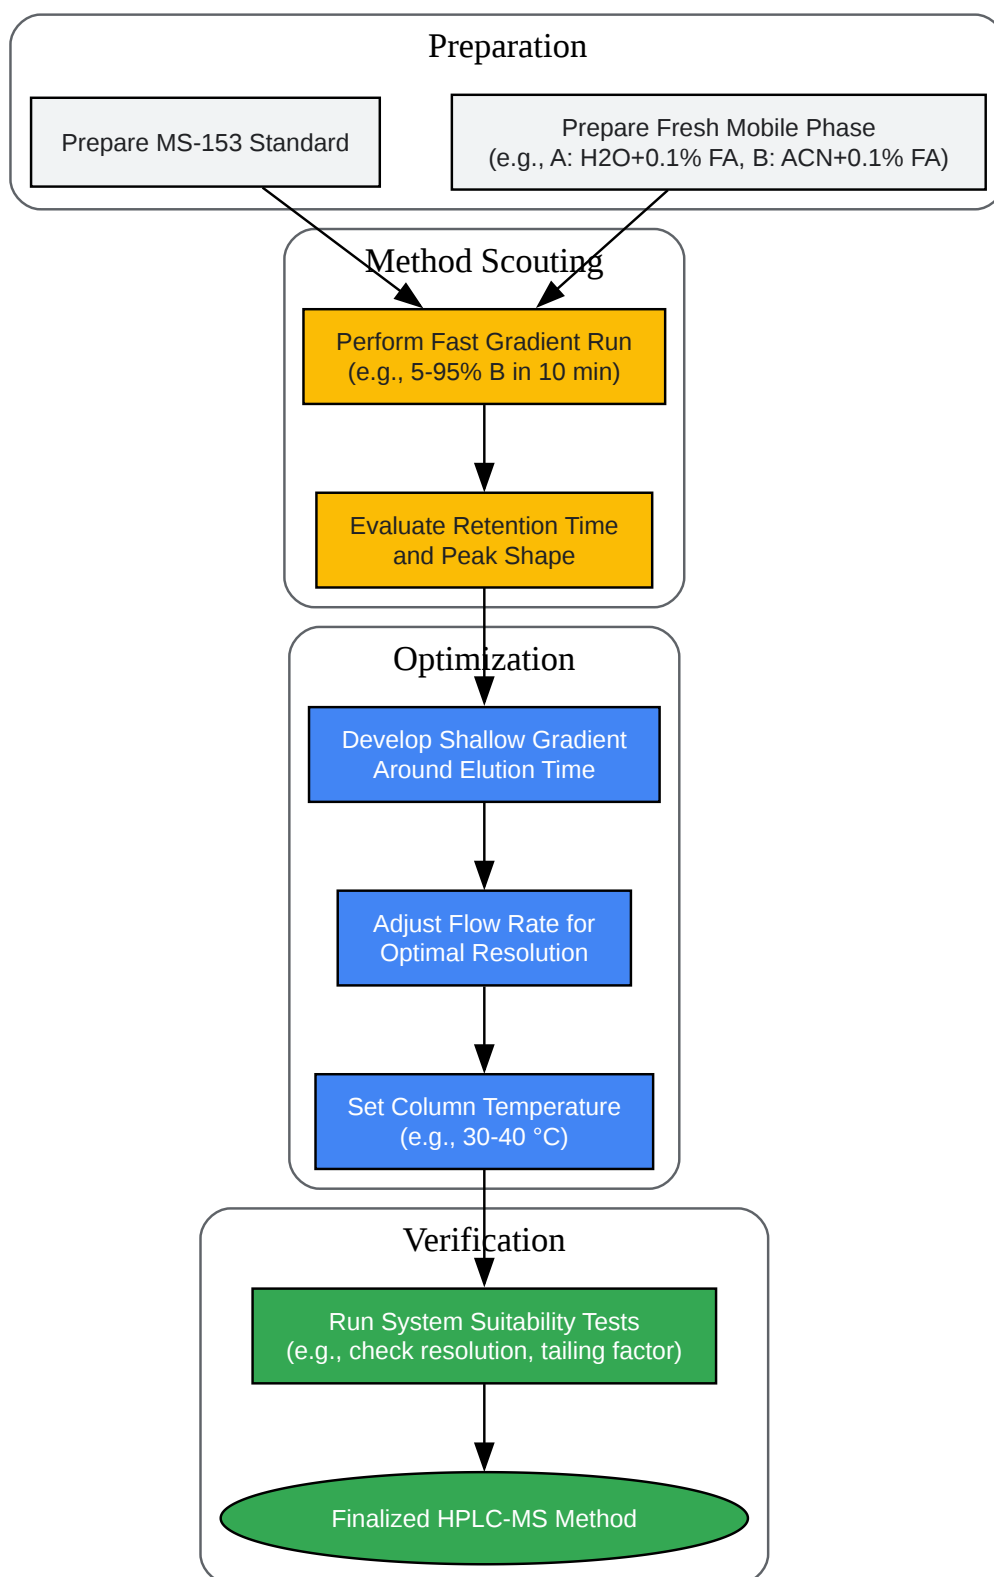 Preparation
Prepare MS-153 Standard
Prepare Fresh Mobile Phase
(e.g., A: H2O+0.1% FA, B: ACN+0.1% FA)
Method Scouting
Perform Fast Gradient Run
(e.g., 5-95% B in 10 min)
Evaluate Retention Time
and Peak Shape
Optimization
Develop Shallow Gradient
Around Elution Time
Adjust Flow Rate for
Optimal Resolution
Set Column Temperature
(e.g., 30-40 °C)
Verification
Run System Suitability Tests
(e.g., check resolution, tailing factor)
Finalized HPLC-MS Method